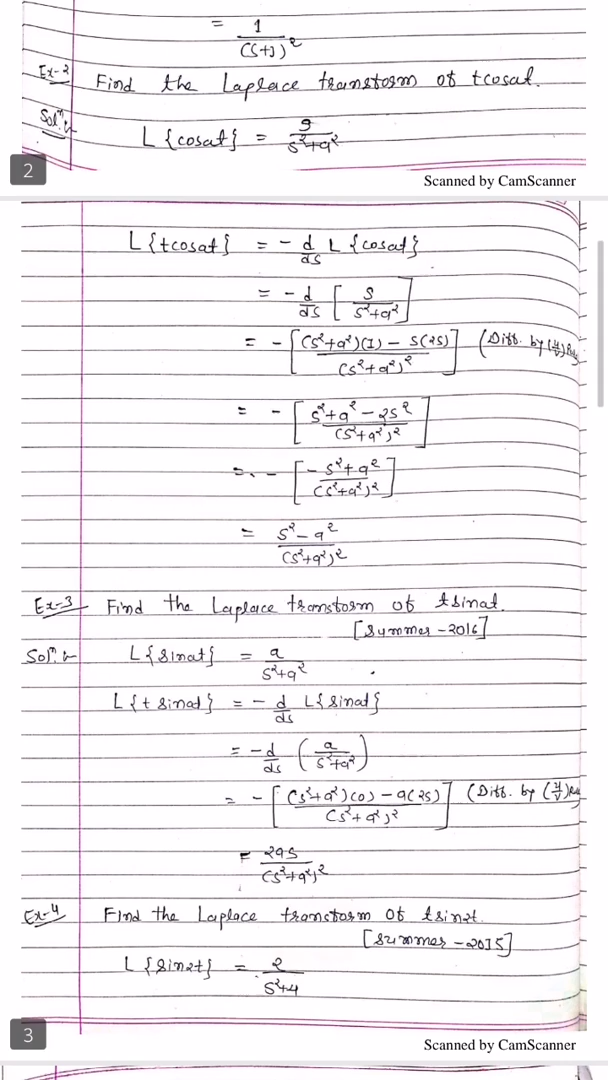 = 1/(s+1)²
Ex-2 Find the Laplace transform of tcosat.
Solⁿ:- L{cosat} = s/(s²+a²)
2
Scanned by CamScanner
L{tcosat} = - d/ds L{cosat}
= - d/ds [s/(s²+a²)]
= - [((s²+a²)(1) - s(2s))/(s²+a²)²] (Diff. by (u/v) Rule
= - [(s²+a² - 2s²)/(s²+a²)²]
= - [(-s²+a²)/(s²+a²)²]
= (s²-a²)/(s²+a²)²
Ex-3 Find the Laplace transform of tsinat.
[Summer-2016]
Solⁿ:- L{sinat} = a/(s²+a²)
L{t sinat} = - d/ds L{sinat}
= - d/ds (a/(s²+a²))
= - [((s²+a²)(0) - a(2s))/(s²+a²)²] (Diff. by (u/v) Rule
= 2as/(s²+a²)²
Ex-4 Find the Laplace transform of tsin2t.
[Summer-2015]
L{sin2t} = 2/(s²+4)
3
Scanned by CamScanner